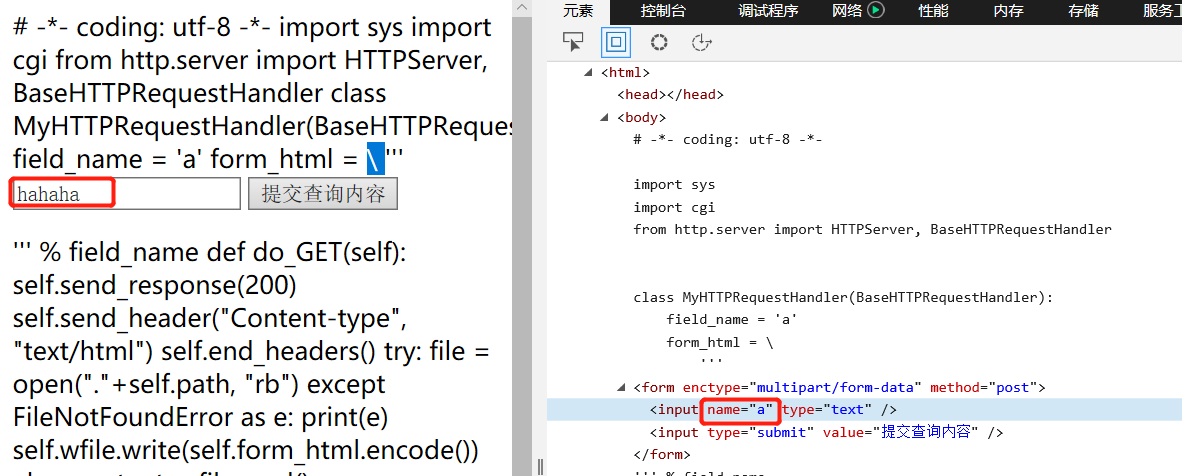 # -*- coding: utf-8 -*- import sys import
cgi from http.server import HTTPServer,
BaseHTTPRequestHandler class
MyHTTPRequestHandler(BaseHTTPReques
field_name = 'a' form_html = \ '''
hahaha 提交查询内容
''' % field_name def do_GET(self):
self.send_response(200)
self.send_header("Content-type",
"text/html") self.end_headers() try: file =
open("."+self.path, "rb") except
FileNotFoundError as e: print(e)
self.wfile.write(self.form_html.encode())
元素 控制台 调试程序 网络 性能 内存 存储 服务工
<html>
<head></head>
<body>
# -*- coding: utf-8 -*-
import sys
import cgi
from http.server import HTTPServer, BaseHTTPRequestHandler
class MyHTTPRequestHandler(BaseHTTPRequestHandler):
field_name = 'a'
form_html = \
'''
<form enctype="multipart/form-data" method="post">
<input name="a" type="text" />
<input type="submit" value="提交查询内容" />
</form>
''' % field_name